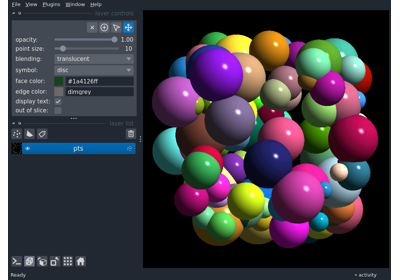 File View Plugins Window Help
layer controls
opacity: 1.00
point size: 10
blending: translucent
symbol: disc
face color: #1a4126ff
edge color: dimgrey
display text:
out of slice:
layer list
pts
Ready activity